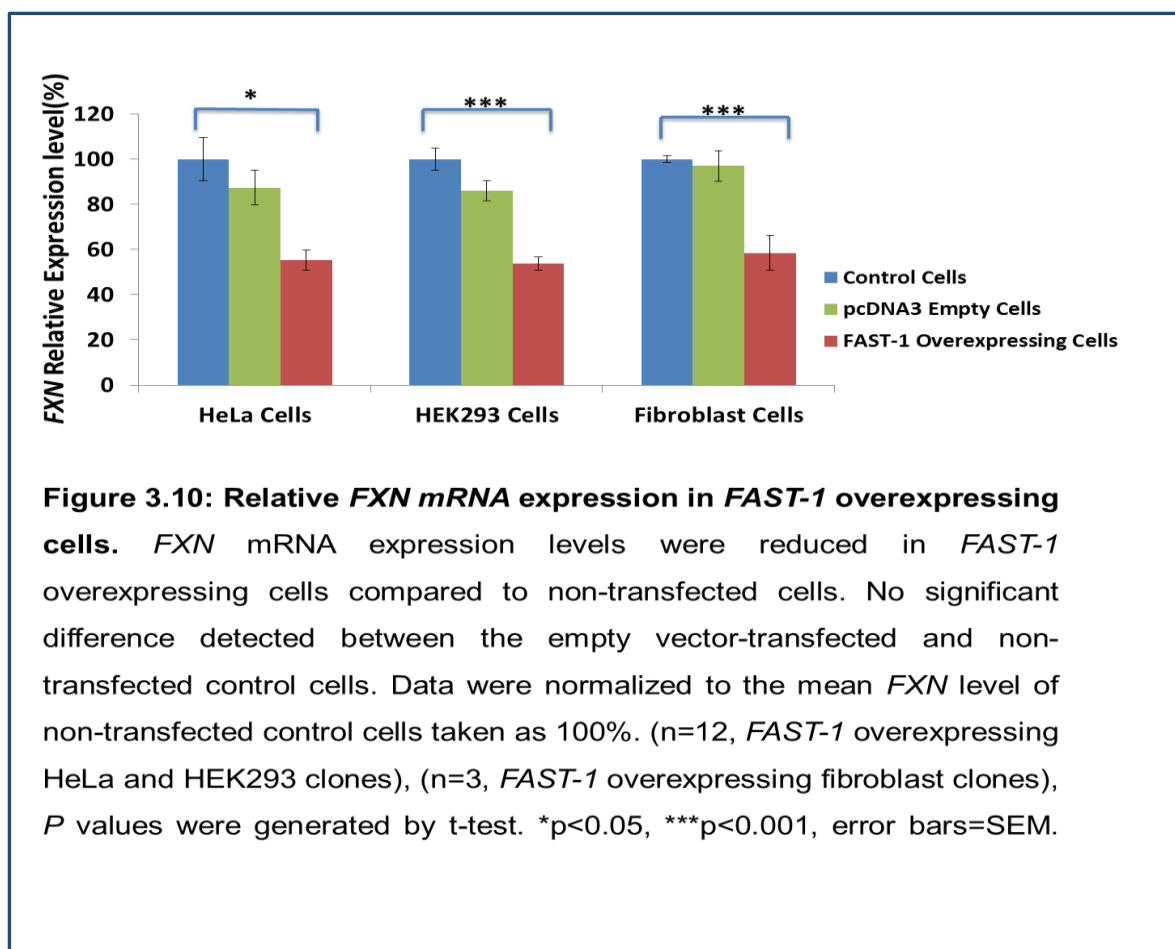 * *** ***
FXN Relative Expression level(%)
120
100
80
60
40
20
0
HeLa Cells HEK293 Cells Fibroblast Cells
Control Cells
pcDNA3 Empty Cells
FAST-1 Overexpressing Cells
Figure 3.10: Relative FXN mRNA expression in FAST-1 overexpressing
cells. FXN mRNA expression levels were reduced in FAST-1
overexpressing cells compared to non-transfected cells. No significant
difference detected between the empty vector-transfected and non-
transfected control cells. Data were normalized to the mean FXN level of
non-transfected control cells taken as 100%. (n=12, FAST-1 overexpressing
HeLa and HEK293 clones), (n=3, FAST-1 overexpressing fibroblast clones),
P values were generated by t-test. *p<0.05, ***p<0.001, error bars=SEM.